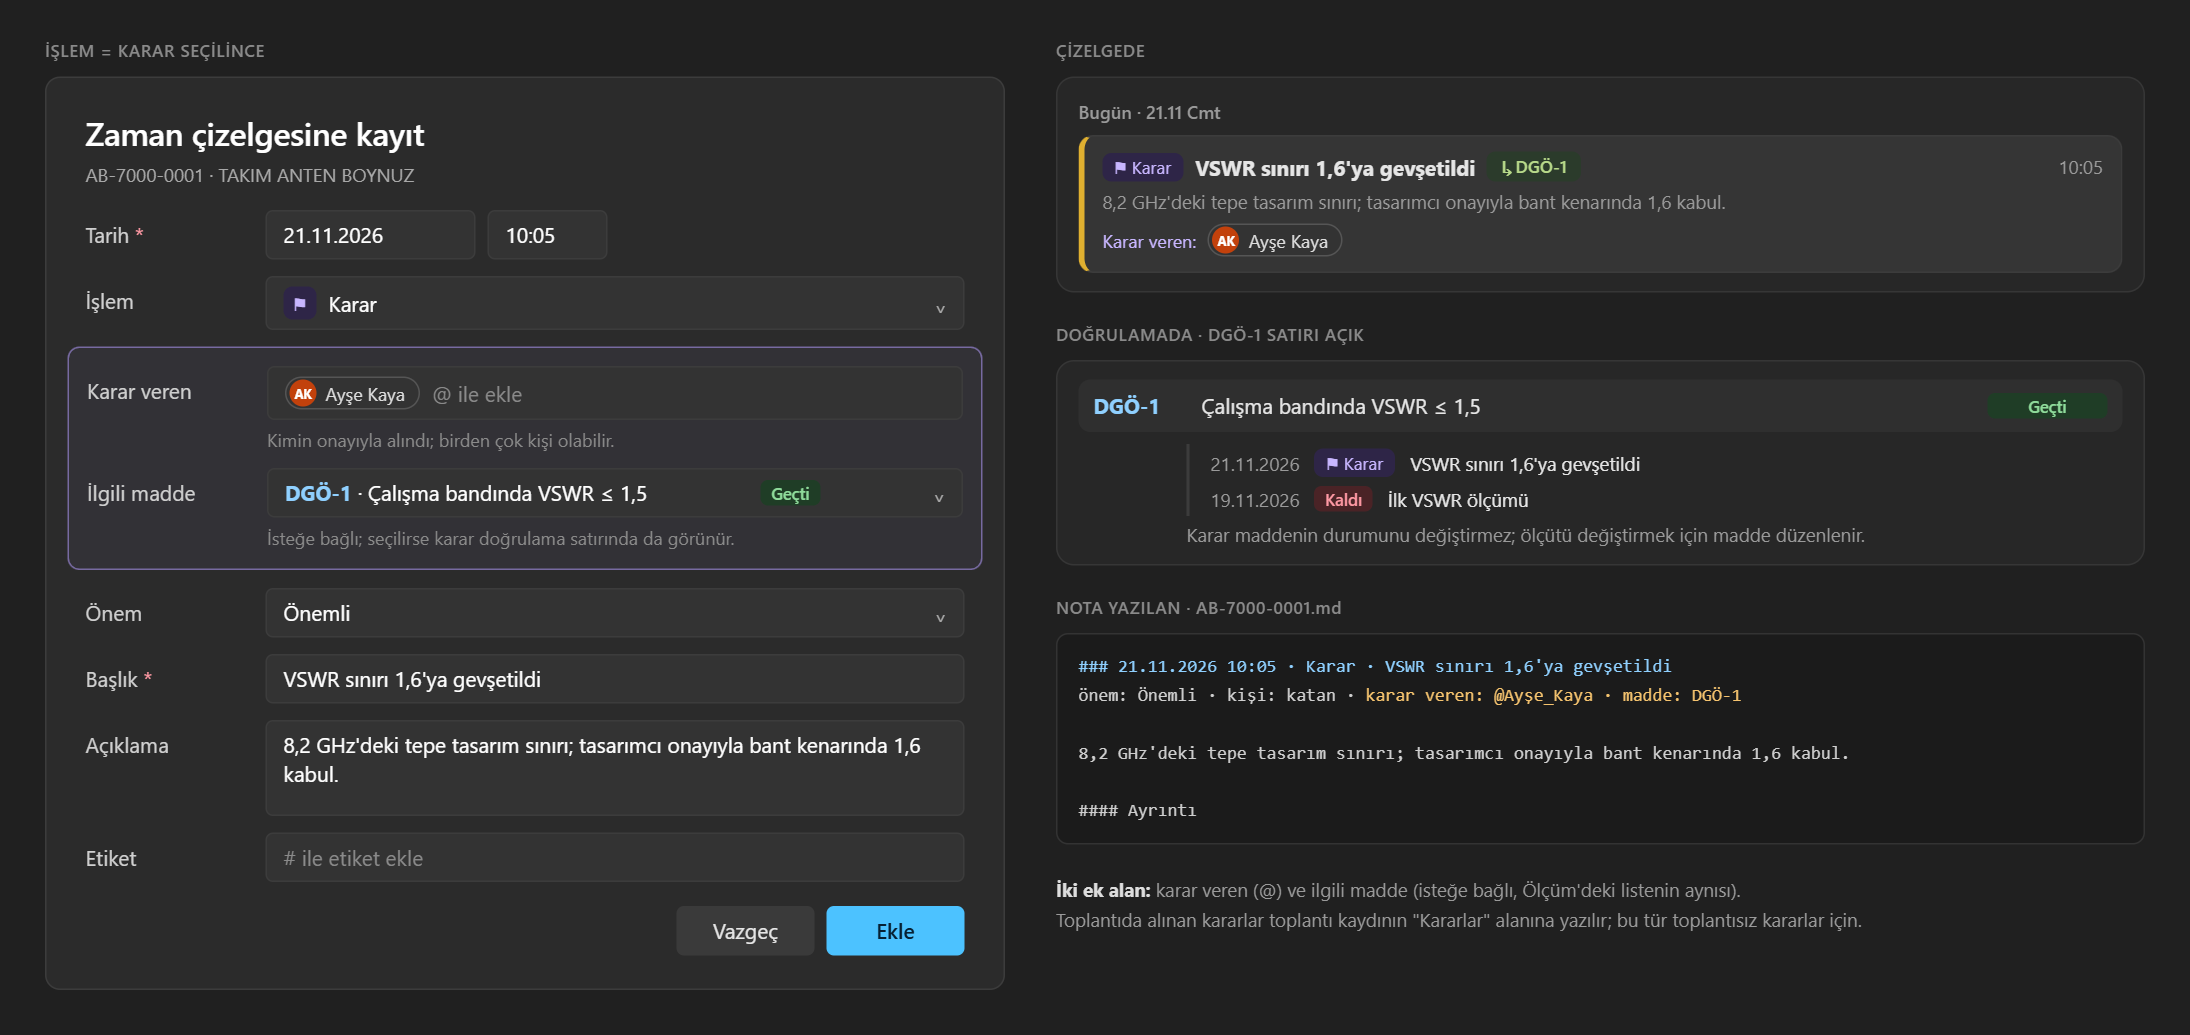 İŞLEM = KARAR SEÇİLİNCE
Zaman çizelgesine kayıt
AB-7000-0001 · TAKIM ANTEN BOYNUZ
Tarih *
21.11.2026
10:05
İşlem
Karar
Karar veren
AK Ayşe Kaya @ ile ekle
Kimin onayıyla alındı; birden çok kişi olabilir.
İlgili madde
DGÖ-1 · Çalışma bandında VSWR ≤ 1,5 Geçti
İsteğe bağlı; seçilirse karar doğrulama satırında da görünür.
Önem
Önemli
Başlık *
VSWR sınırı 1,6'ya gevşetildi
Açıklama
8,2 GHz'deki tepe tasarım sınırı; tasarımcı onayıyla bant kenarında 1,6
kabul.
Etiket
# ile etiket ekle
Vazgeç
Ekle
ÇİZELGEDE
Bugün · 21.11 Cmt
Karar VSWR sınırı 1,6'ya gevşetildi DGÖ-1 10:05
8,2 GHz'deki tepe tasarım sınırı; tasarımcı onayıyla bant kenarında 1,6 kabul.
Karar veren: AK Ayşe Kaya
DOĞRULAMADA · DGÖ-1 SATIRI AÇIK
DGÖ-1 Çalışma bandında VSWR ≤ 1,5 Geçti
21.11.2026 Karar VSWR sınırı 1,6'ya gevşetildi
19.11.2026 Kaldı İlk VSWR ölçümü
Karar maddenin durumunu değiştirmez; ölçütü değiştirmek için madde düzenlenir.
NOTA YAZILAN · AB-7000-0001.md
### 21.11.2026 10:05 · Karar · VSWR sınırı 1,6'ya gevşetildi
önem: Önemli · kişi: katan · karar veren: @Ayşe_Kaya · madde: DGÖ-1
8,2 GHz'deki tepe tasarım sınırı; tasarımcı onayıyla bant kenarında 1,6 kabul.
#### Ayrıntı
İki ek alan: karar veren (@) ve ilgili madde (isteğe bağlı, Ölçüm'deki listenin aynısı).
Toplantıda alınan kararlar toplantı kaydının "Kararlar" alanına yazılır; bu tür toplantısız kararlar için.